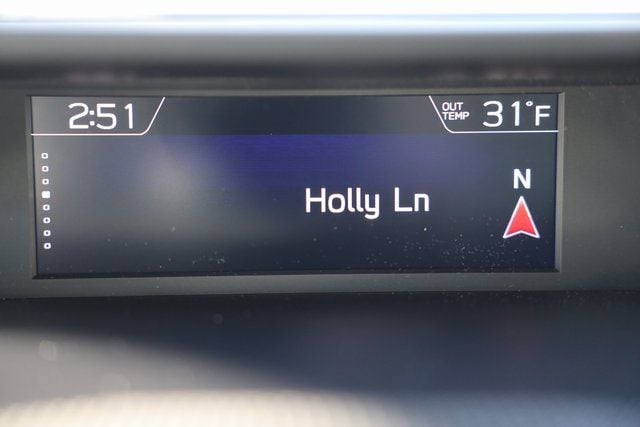 2:51
OUT TEMP 31°F
N
Holly Ln